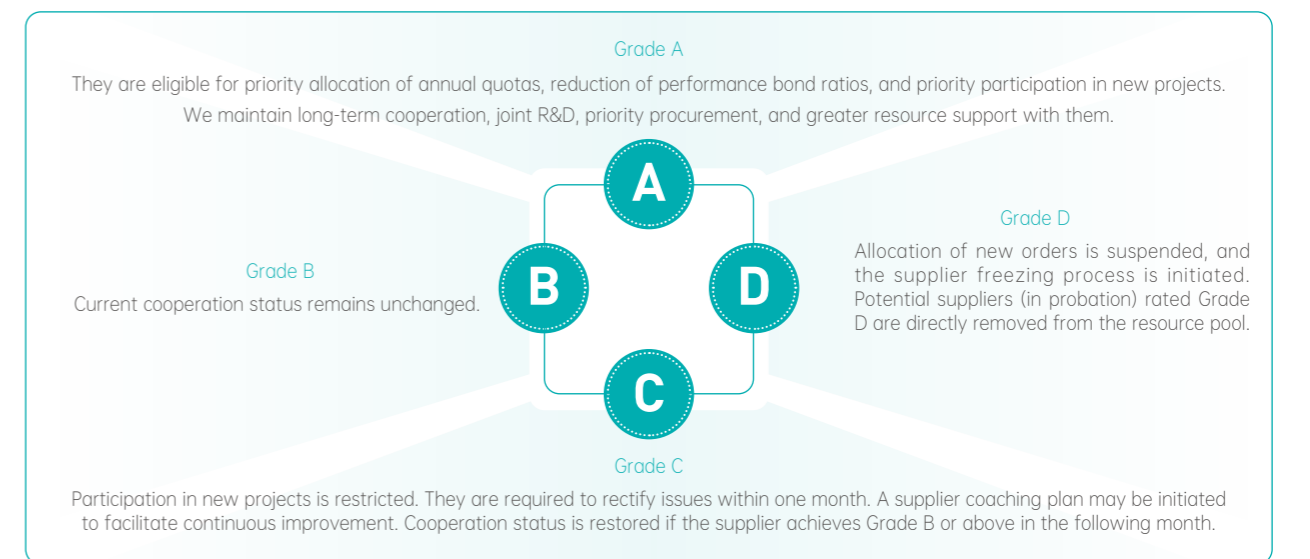 Grade A
They are eligible for priority allocation of annual quotas, reduction of performance bond ratios, and priority participation in new projects.
We maintain long-term cooperation, joint R&D, priority procurement, and greater resource support with them.
A
Grade B
Current cooperation status remains unchanged.
B
D
Grade D
Allocation of new orders is suspended, and
the supplier freezing process is initiated.
Potential suppliers (in probation) rated Grade
D are directly removed from the resource pool.
C
Grade C
Participation in new projects is restricted. They are required to rectify issues within one month. A supplier coaching plan may be initiated
to facilitate continuous improvement. Cooperation status is restored if the supplier achieves Grade B or above in the following month.